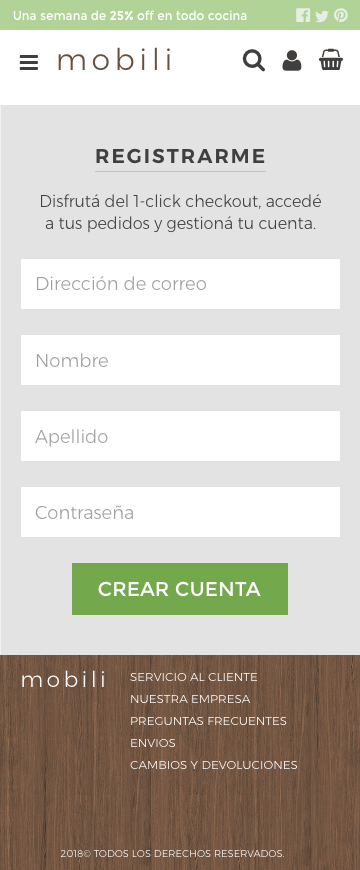 Una semana de 25% off en todo cocina
mobili
REGISTRARME
Disfrutá del 1-click checkout, accedé
a tus pedidos y gestioná tu cuenta.
Dirección de correo
Nombre
Apellido
Contraseña
CREAR CUENTA
mobili
SERVICIO AL CLIENTE
NUESTRA EMPRESA
PREGUNTAS FRECUENTES
ENVIOS
CAMBIOS Y DEVOLUCIONES
2018© TODOS LOS DERECHOS RESERVADOS.